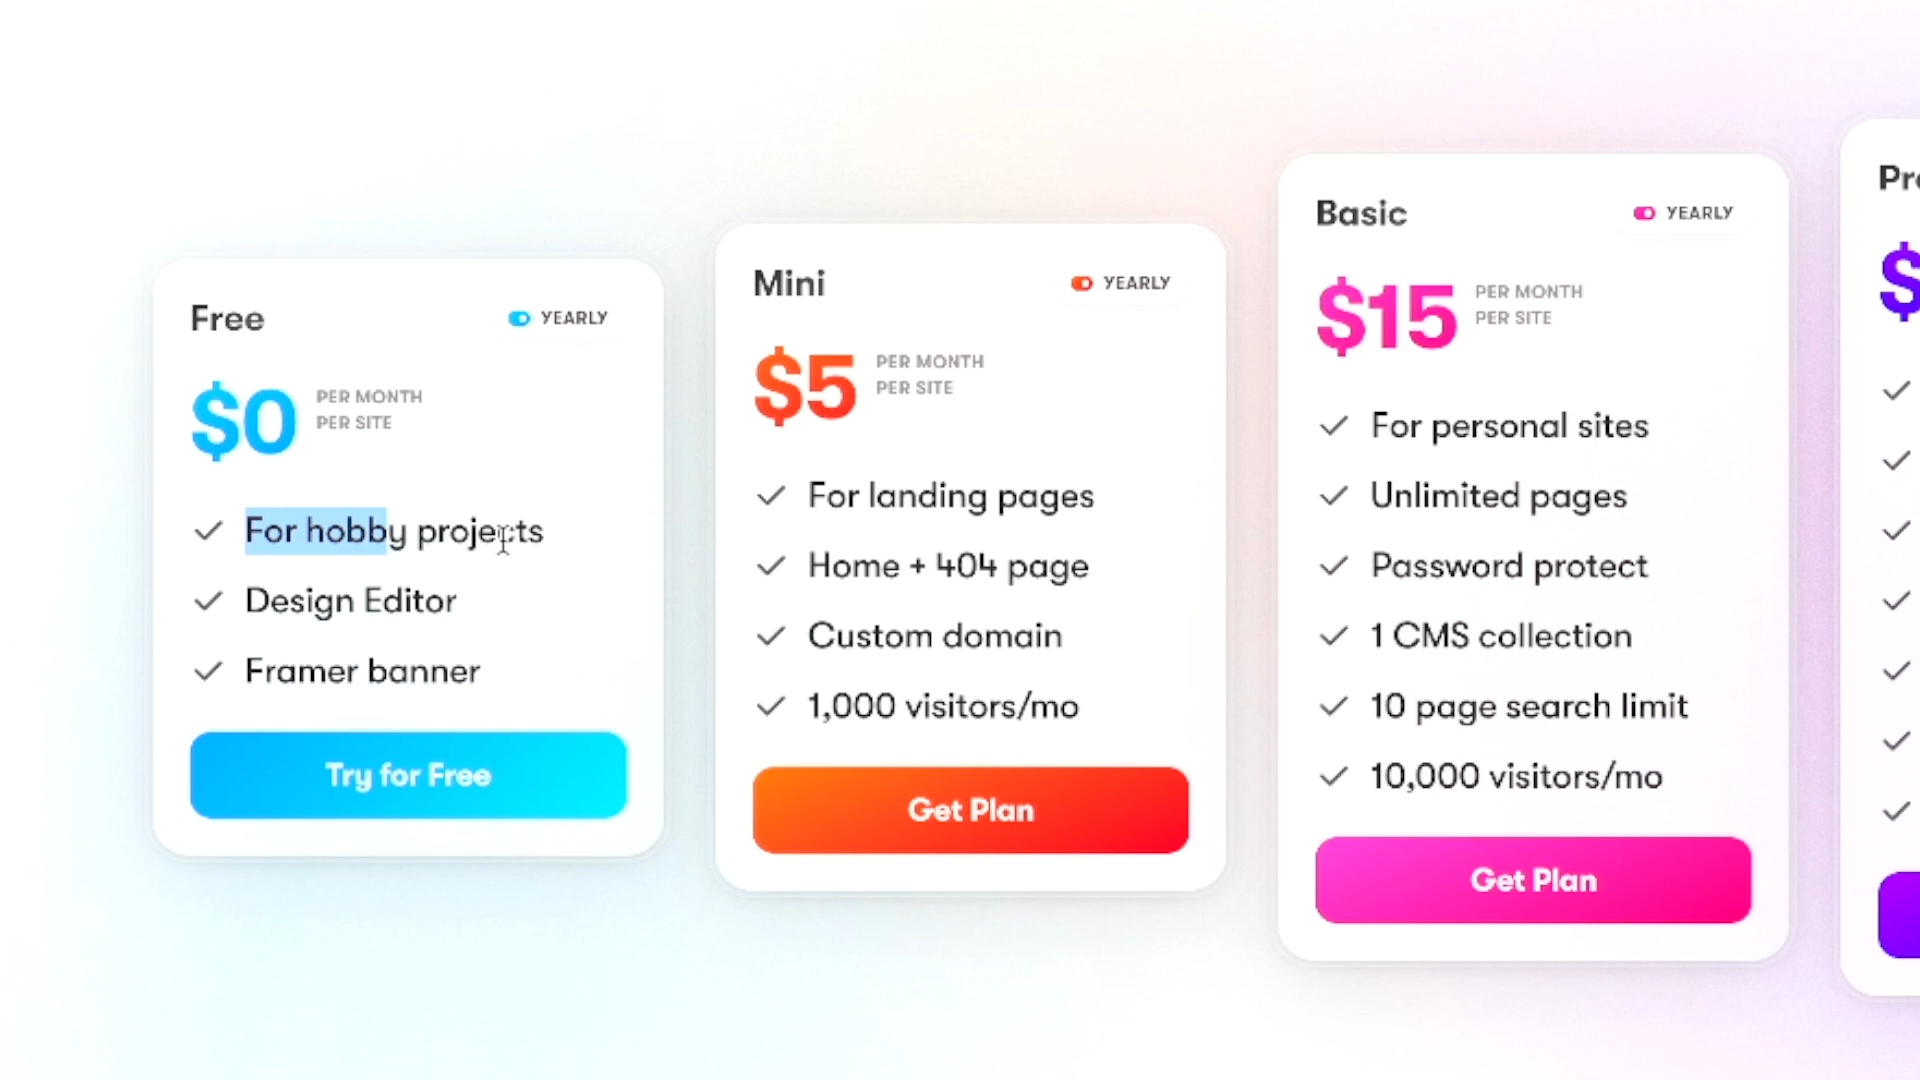 Free
YEARLY
$0
PER MONTH
PER SITE
For hobby projects
Design Editor
Framer banner
Try for Free
Mini
YEARLY
$5
PER MONTH
PER SITE
For landing pages
Home + 404 page
Custom domain
1,000 visitors/mo
Get Plan
Basic
YEARLY
$15
PER MONTH
PER SITE
For personal sites
Unlimited pages
Password protect
1 CMS collection
10 page search limit
10,000 visitors/mo
Get Plan
$